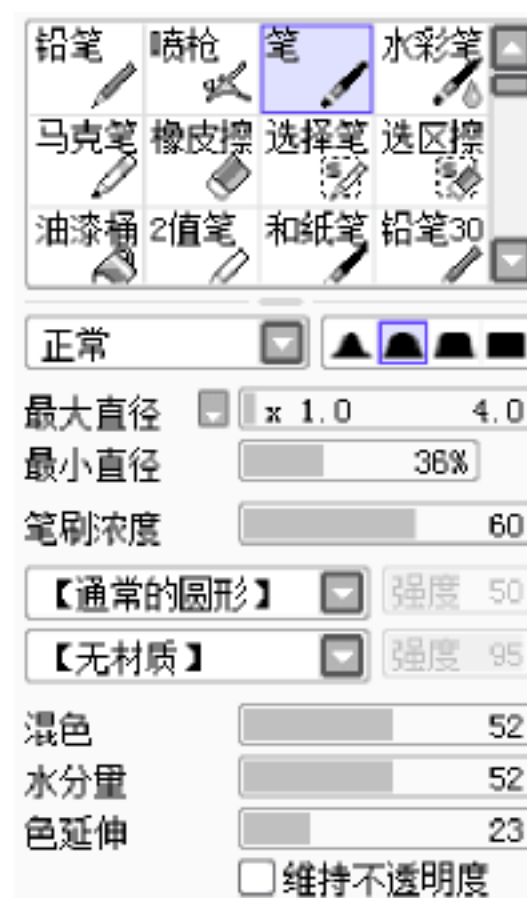 铅笔 喷枪 笔 水彩笔
马克笔 橡皮擦 选择笔 选区擦
油漆桶 2值笔 和纸笔 铅笔30
正常
最大直径 x 1.0 4.0
最小直径 36%
笔刷浓度 60
【通常的圆形】 强度 50
【无材质】 强度 95
混色 52
水分量 52
色延伸 23
维持不透明度